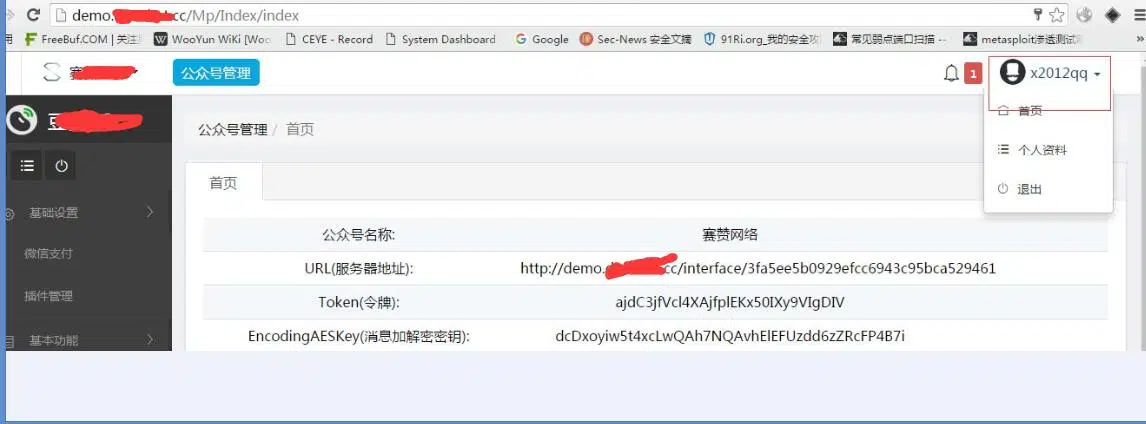 demo. cc/Mp/Index/index
FreeBuf.COM | 关注 WooYun WiKi [Woo CEYE - Record System Dashboard Google Sec-News 安全文摘 91Ri.org_我的安全攻 常见弱点端口扫描 -- metasploit渗透测试 »
赛 公众号管理 1 x2012qq
豆
公众号管理 / 首页
首页
个人资料
退出
首页
基础设置
微信支付
插件管理
基本功能
公众号名称: 赛赞网络
URL(服务器地址): http://demo. cc/interface/3fa5ee5b0929efcc6943c95bca529461
Token(令牌): ajdC3jfVcl4XAjfplEKx50IXy9VIgDIV
EncodingAESKey(消息加解密密钥): dcDxoyiw5t4xcLwQAh7NQAvhElEFUzdd6zZRcFP4B7i